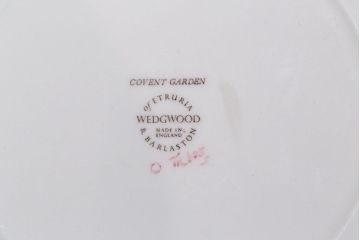 COVENT GARDEN
of ETRURIA
WEDGWOOD
MADE IN
ENGLAND
& BARLASTON